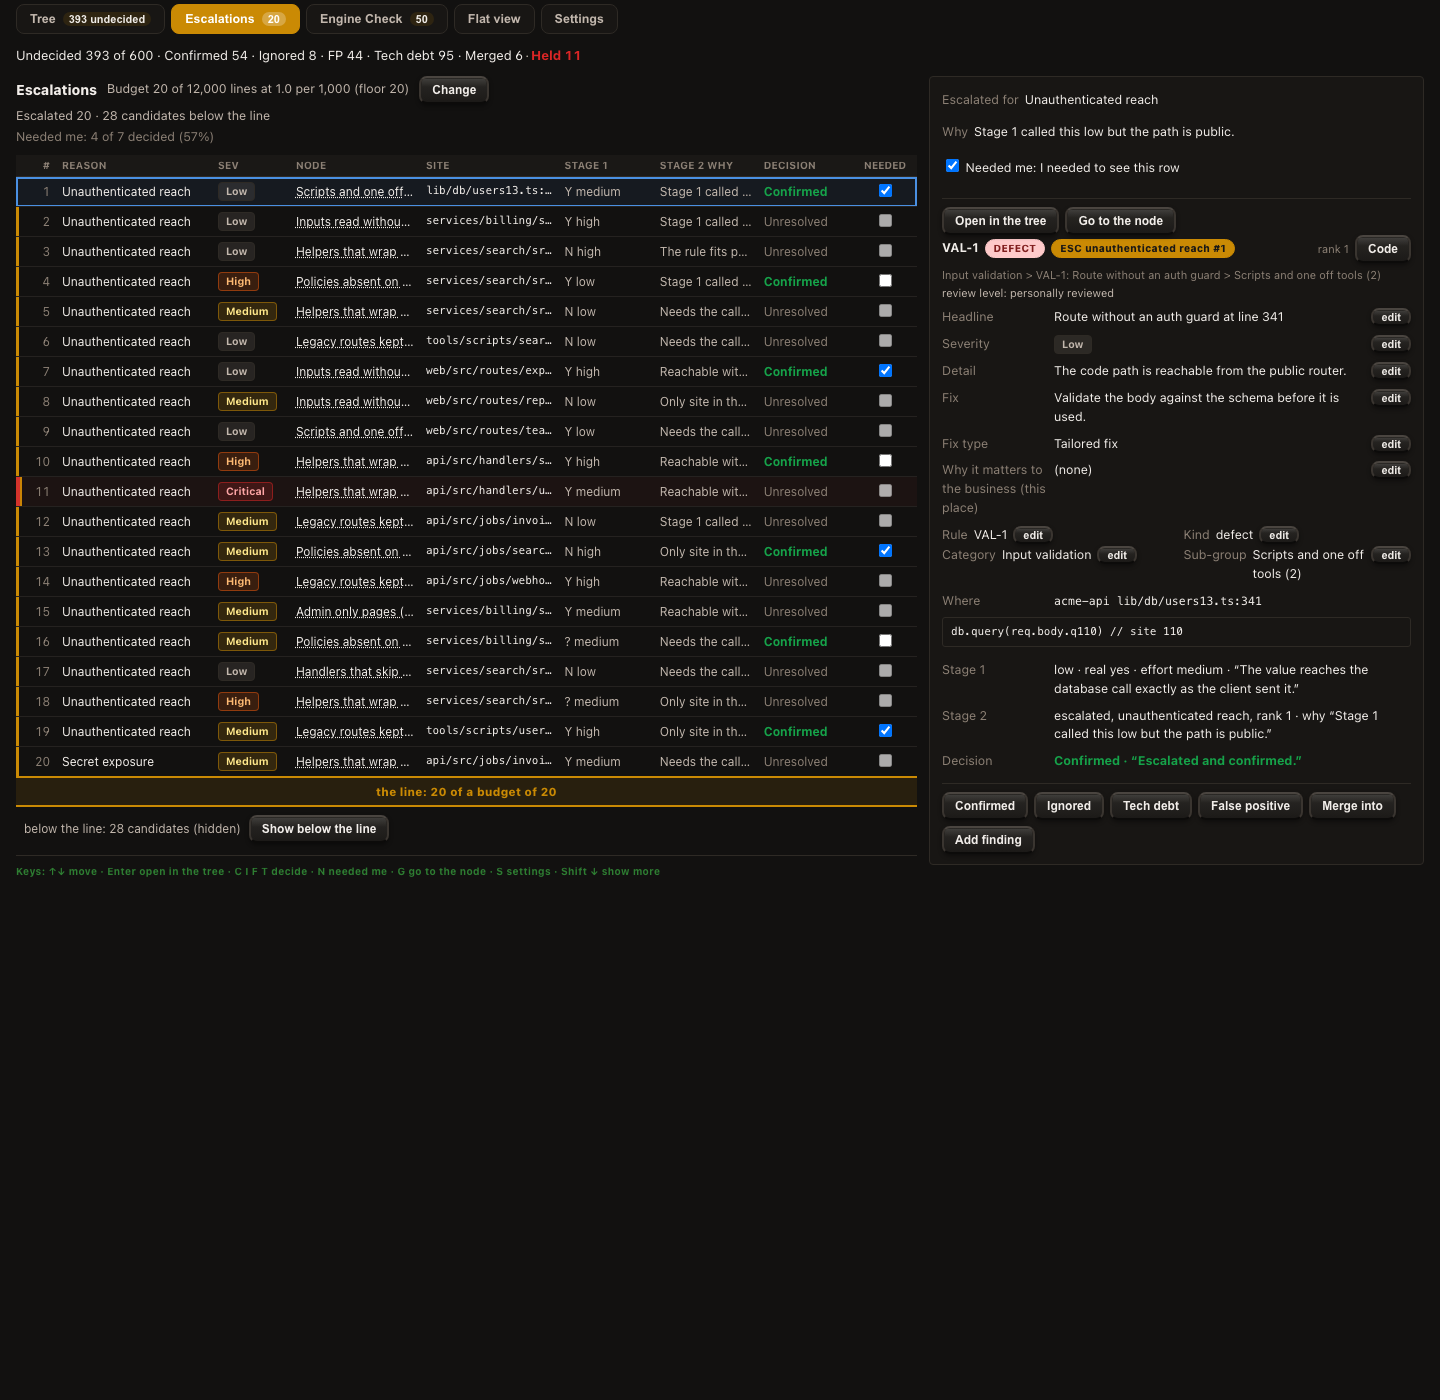 Tree 393 undecided Escalations 20 Engine Check 50 Flat view Settings
Undecided 393 of 600 · Confirmed 54 · Ignored 8 · FP 44 · Tech debt 95 · Merged 6 · Held 11
Escalations Budget 20 of 12,000 lines at 1.0 per 1,000 (floor 20) Change
Escalated 20 · 28 candidates below the line
Needed me: 4 of 7 decided (57%)
# REASON SEV NODE SITE STAGE 1 STAGE 2 WHY DECISION NEEDED
1 Unauthenticated reach Low Scripts and one off... lib/db/users13.ts:... Y medium Stage 1 called ... Confirmed
2 Unauthenticated reach Low Inputs read withou... services/billing/s... Y high Stage 1 called ... Unresolved
3 Unauthenticated reach Low Helpers that wrap ... services/search/sr... N high The rule fits p... Unresolved
4 Unauthenticated reach High Policies absent on ... services/search/sr... Y low Stage 1 called ... Confirmed
5 Unauthenticated reach Medium Helpers that wrap ... services/search/sr... N low Needs the call... Unresolved
6 Unauthenticated reach Low Legacy routes kept... tools/scripts/sear... N low Needs the call... Unresolved
7 Unauthenticated reach Low Inputs read withou... web/src/routes/exp... Y high Reachable wit... Confirmed
8 Unauthenticated reach Medium Inputs read withou... web/src/routes/rep... N low Only site in th... Unresolved
9 Unauthenticated reach Low Scripts and one off... web/src/routes/tea... Y low Needs the call... Unresolved
10 Unauthenticated reach High Helpers that wrap ... api/src/handlers/s... Y high Reachable wit... Confirmed
11 Unauthenticated reach Critical Helpers that wrap ... api/src/handlers/u... Y medium Reachable wit... Unresolved
12 Unauthenticated reach Medium Legacy routes kept... api/src/jobs/invoi... N low Stage 1 called ... Unresolved
13 Unauthenticated reach Medium Policies absent on ... api/src/jobs/searc... N high Only site in th... Confirmed
14 Unauthenticated reach High Legacy routes kept... api/src/jobs/webho... Y high Reachable wit... Unresolved
15 Unauthenticated reach Medium Admin only pages (... services/billing/s... Y medium Reachable wit... Unresolved
16 Unauthenticated reach Medium Policies absent on ... services/billing/s... ? medium Needs the call... Confirmed
17 Unauthenticated reach Low Handlers that skip ... services/search/sr... N low Needs the call... Unresolved
18 Unauthenticated reach High Helpers that wrap ... services/search/sr... ? medium Only site in th... Unresolved
19 Unauthenticated reach Medium Legacy routes kept... tools/scripts/user... Y high Only site in th... Confirmed
20 Secret exposure Medium Helpers that wrap ... api/src/jobs/invoi... Y medium Needs the call... Unresolved
the line: 20 of a budget of 20
below the line: 28 candidates (hidden) Show below the line
Keys: ↑↓ move · Enter open in the tree · C I F T decide · N needed me · G go to the node · S settings · Shift ↓ show more
Escalated for Unauthenticated reach
Why Stage 1 called this low but the path is public.
Needed me: I needed to see this row
Open in the tree Go to the node
VAL-1 DEFECT ESC unauthenticated reach #1 rank 1 Code
Input validation > VAL-1: Route without an auth guard > Scripts and one off tools (2)
review level: personally reviewed
Headline Route without an auth guard at line 341 edit
Severity Low edit
Detail The code path is reachable from the public router. edit
Fix Validate the body against the schema before it is edit
used.
Fix type Tailored fix edit
Why it matters to (none) edit
the business (this
place)
Rule VAL-1 edit Kind defect edit
Category Input validation edit Sub-group Scripts and one off edit
tools (2)
Where acme-api lib/db/users13.ts:341
db.query(req.body.q110) // site 110
Stage 1 low · real yes · effort medium · “The value reaches the
database call exactly as the client sent it.”
Stage 2 escalated, unauthenticated reach, rank 1 · why “Stage 1
called this low but the path is public.”
Decision Confirmed · “Escalated and confirmed.”
Confirmed Ignored Tech debt False positive Merge into
Add finding